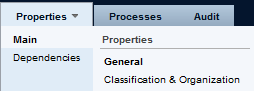 Properties Processes Audit
Main
Dependencies
Properties
General
Classification & Organization